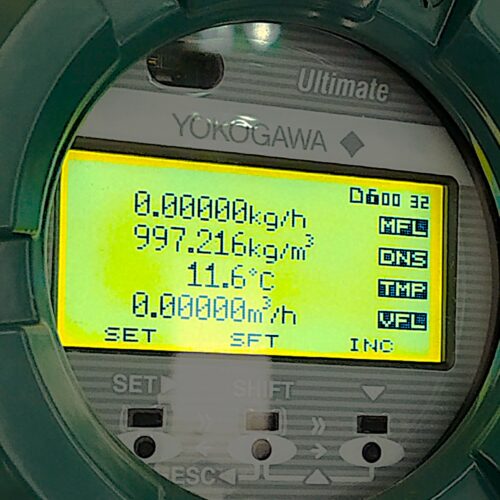 Ultimate
YOKOGAWA
00 32
0.00000kg/h MFL
997.216kg/m³ DNS
11.6°C TMP
0.00000m³/h VFL
SET SFT INC
SET SHIFT
ESC